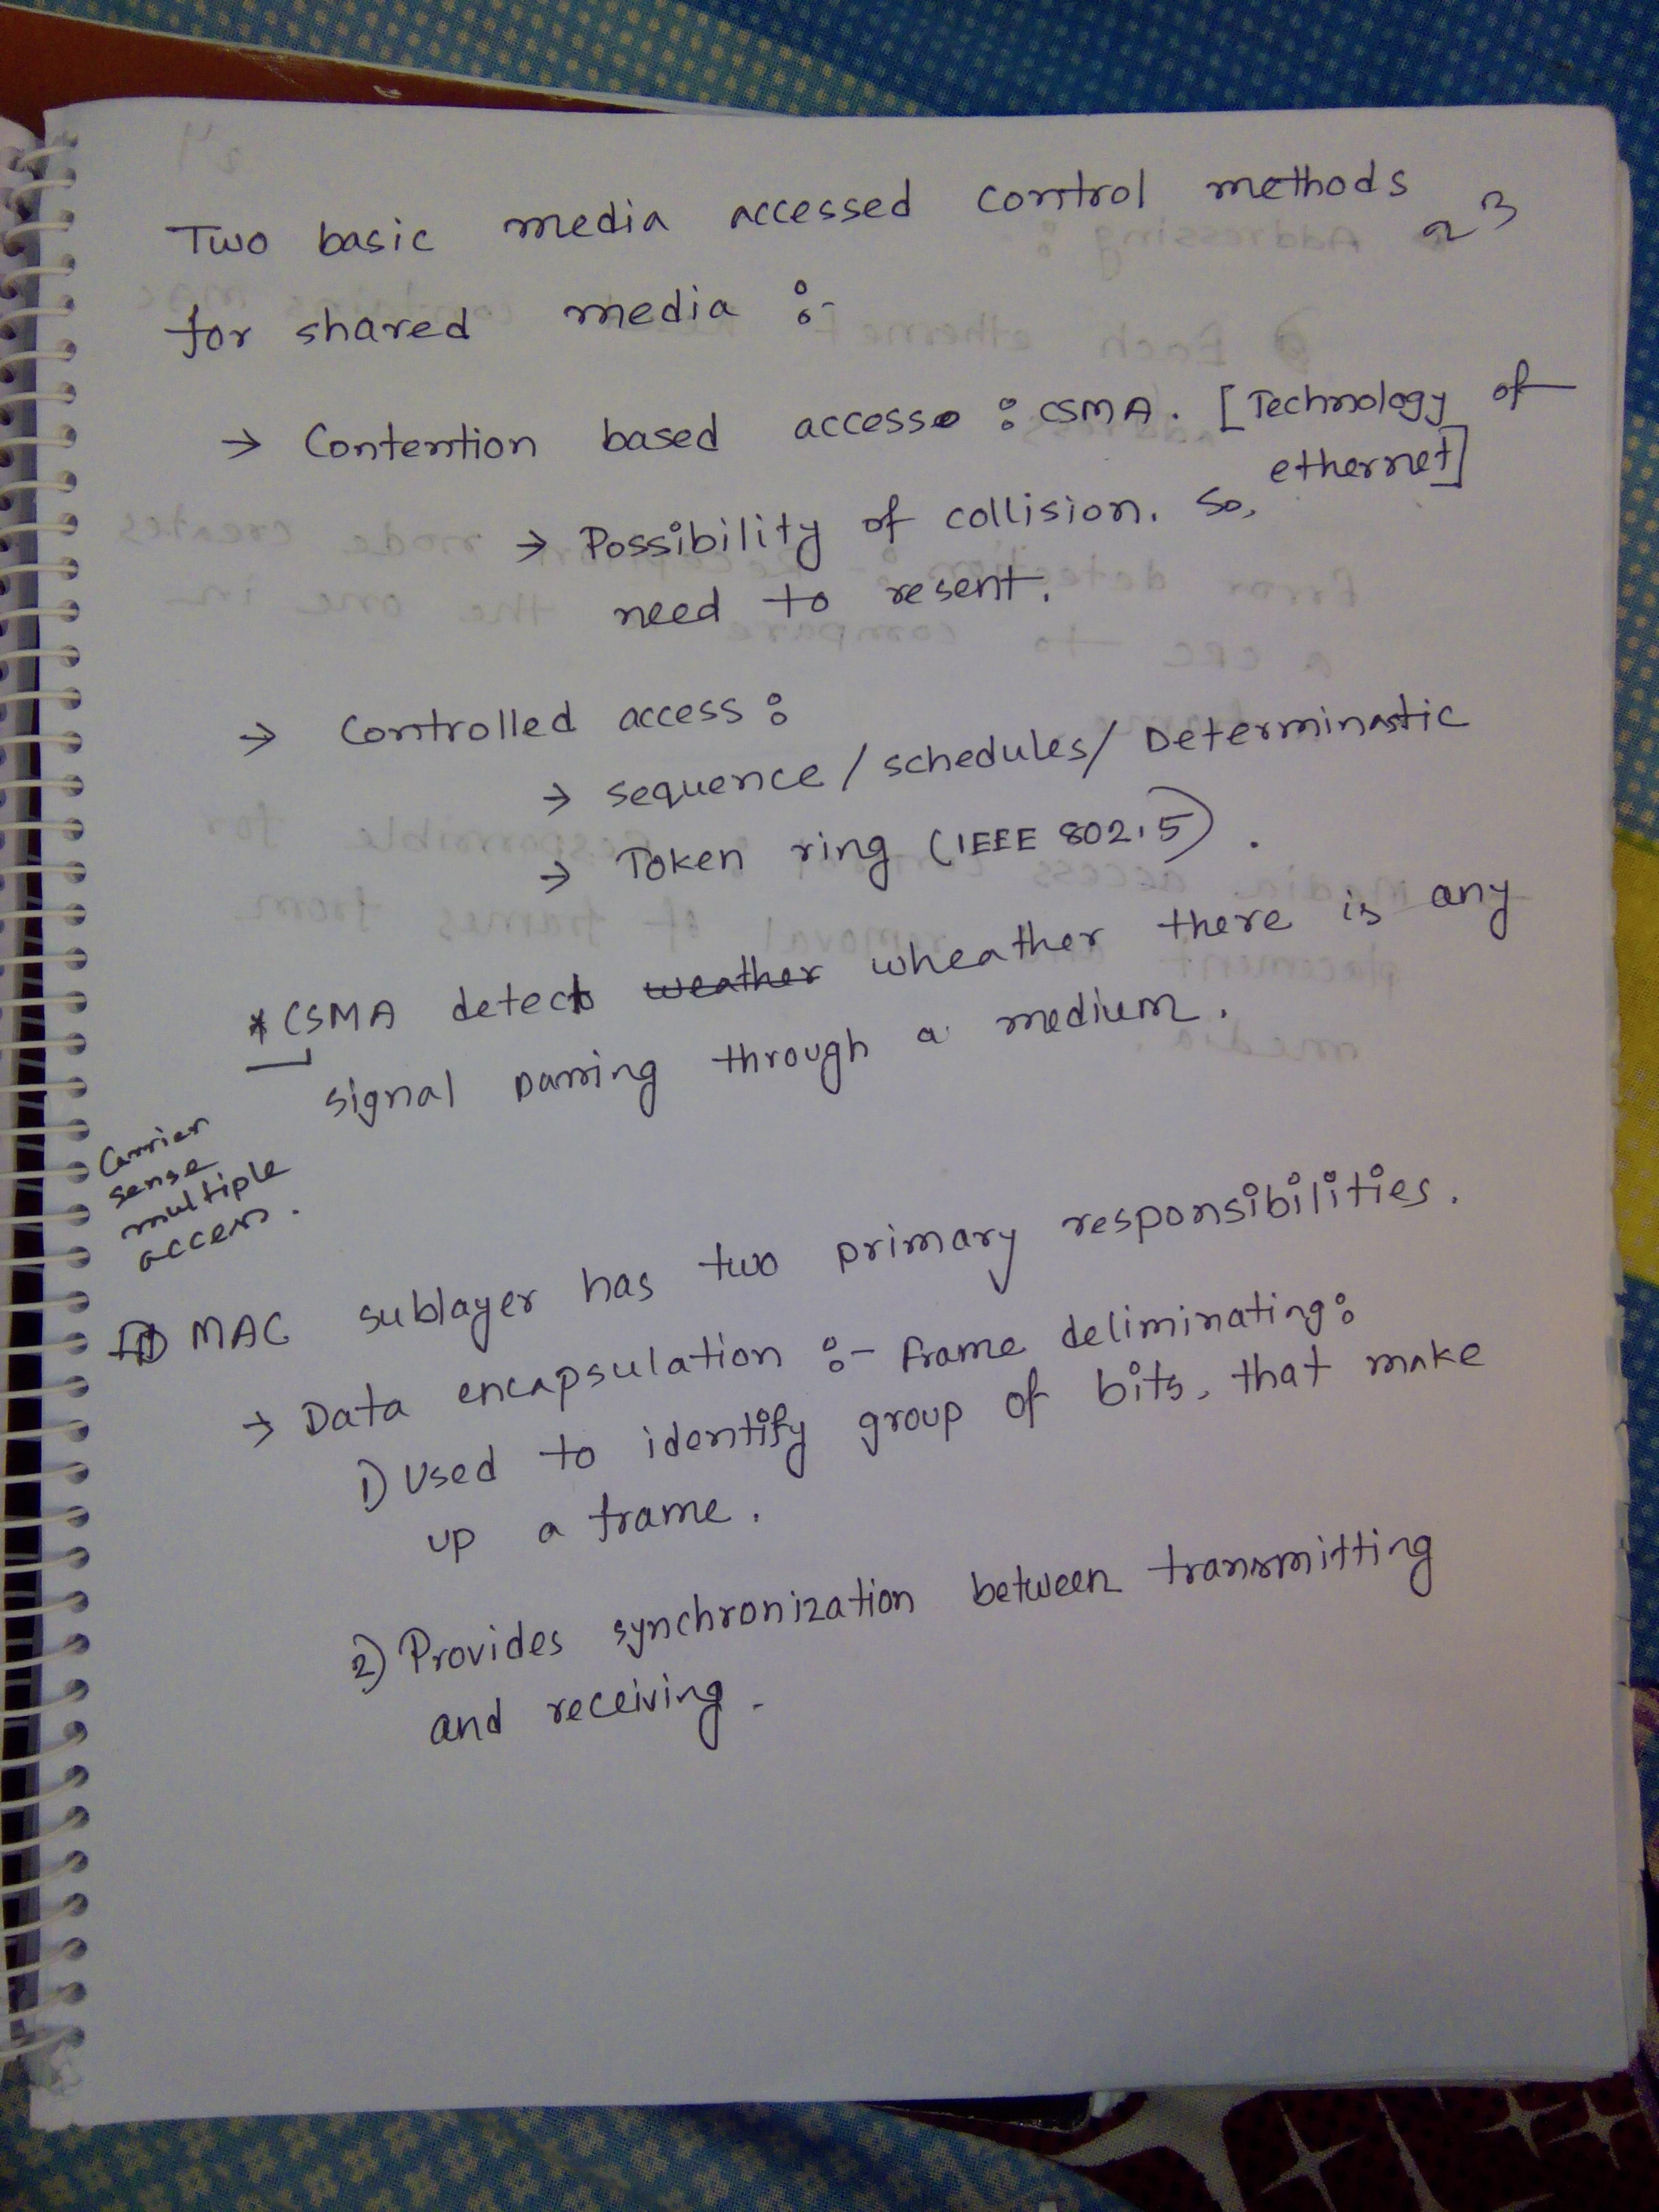 23
Two basic media accessed control methods
for shared media :-
→ Contention based access : CSMA. [Technology of
ethernet]
→ Possibility of collision. So,
need to resent.
→ Controlled access :
→ sequence / schedules / Determinastic
→ Token ring (IEEE 802.5).
* CSMA detects weather wheather there is any
signal passing through a medium.
Carrier
sense
multiple
access.
MAC sublayer has two primary responsibilities.
→ Data encapsulation :- frame deliminating:
1) Used to identify group of bits, that make
up a frame.
2) Provides synchronization between transmitting
and receiving.